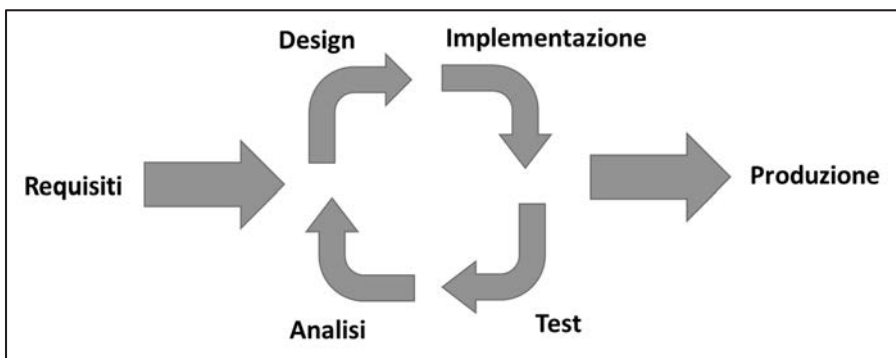 Design
Implementazione
Requisiti
Produzione
Analisi
Test